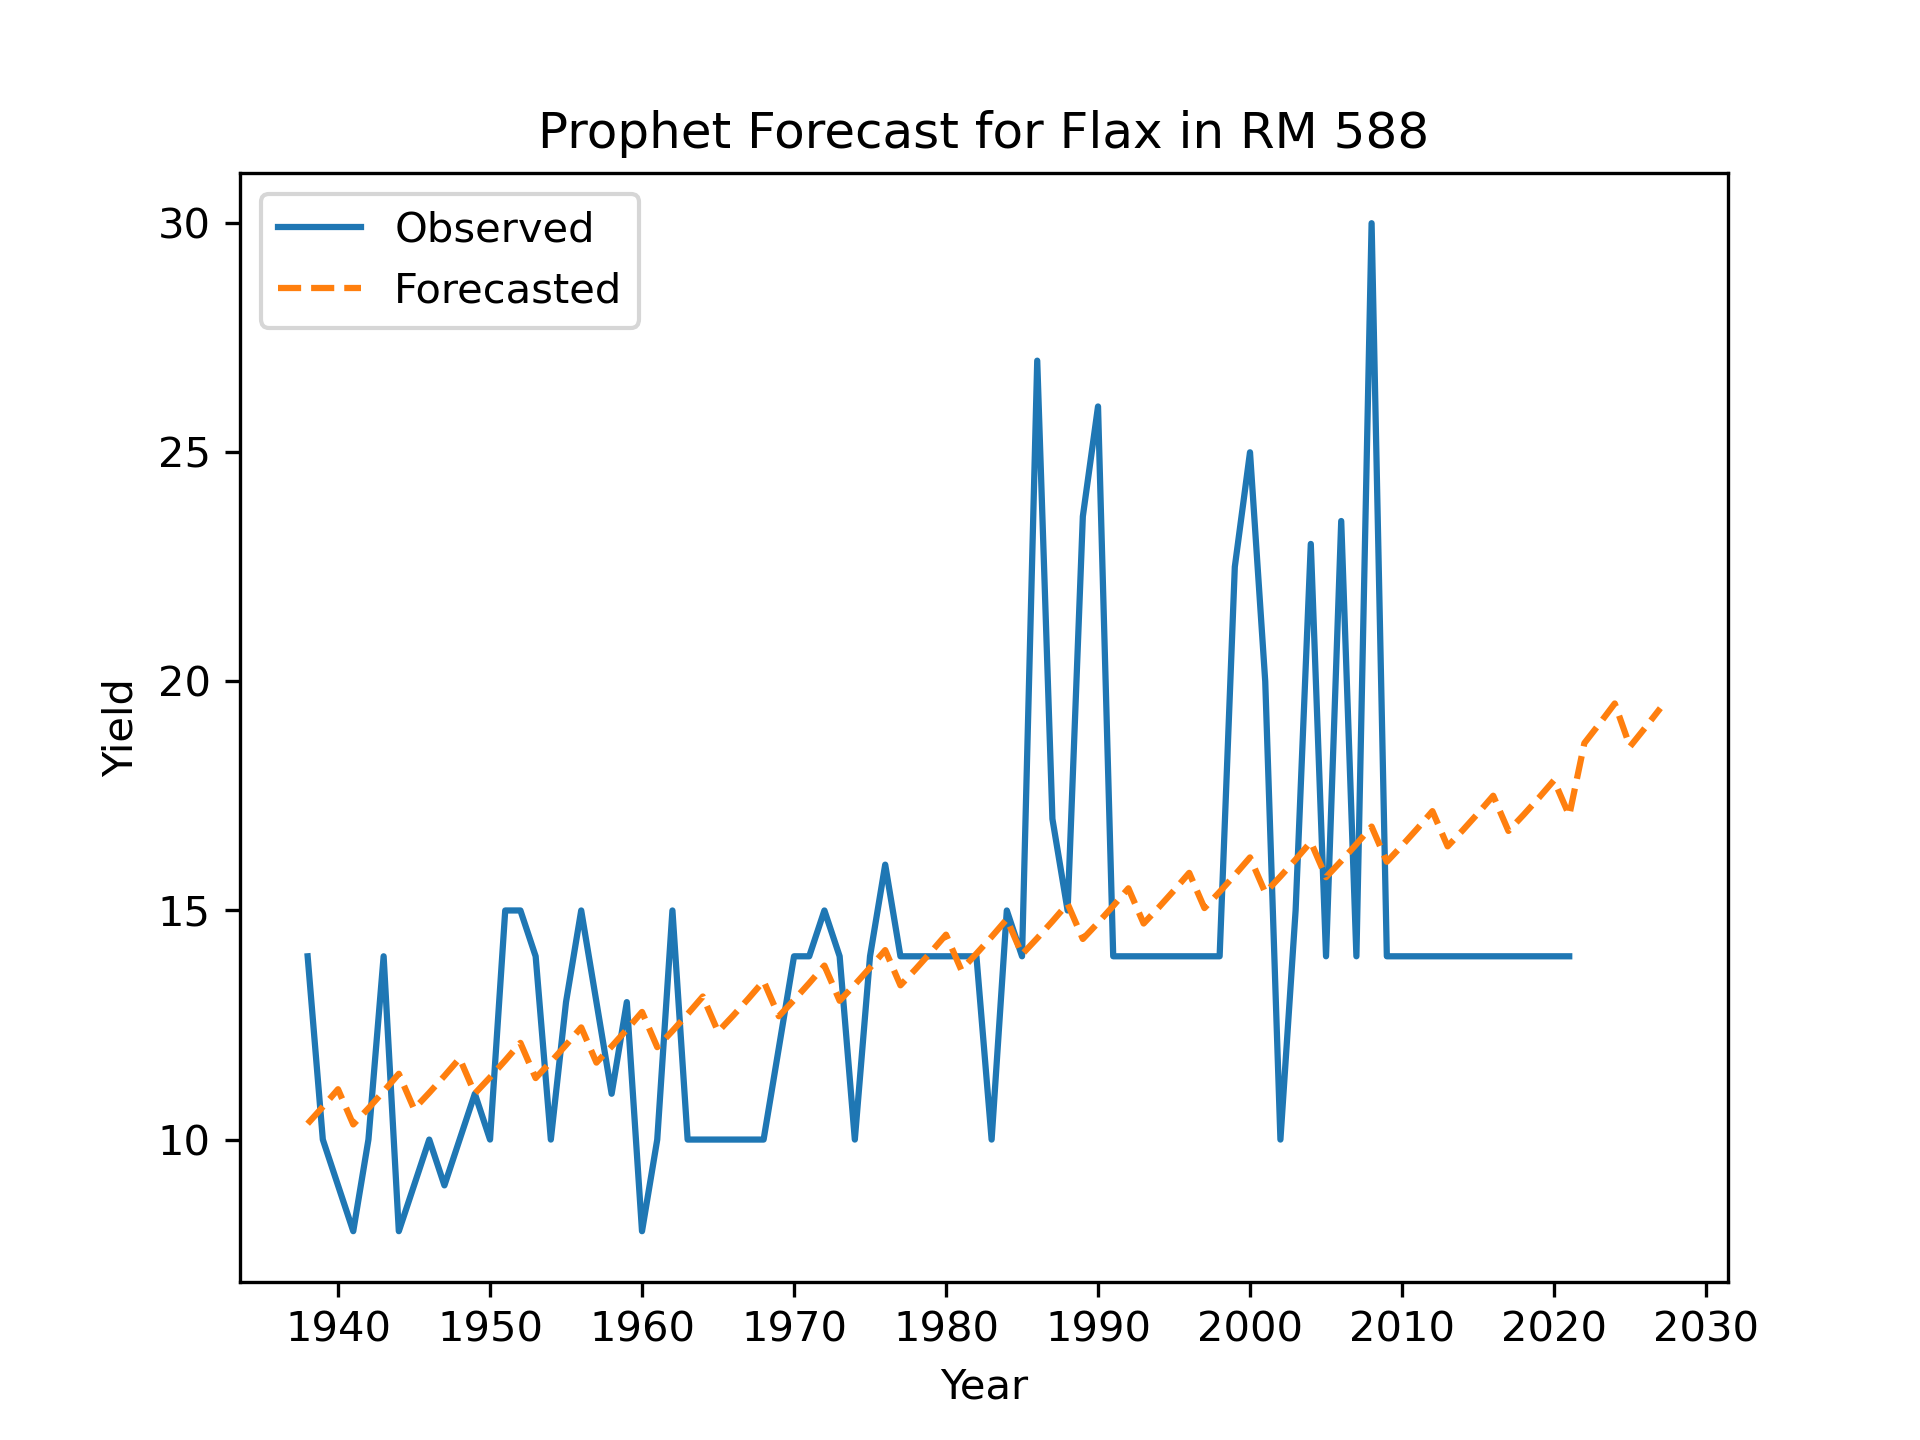 Prophet Forecast for Flax in RM 588
Observed
Forecasted
30
25
20
15
10
Yield
1940 1950 1960 1970 1980 1990 2000 2010 2020 2030
Year